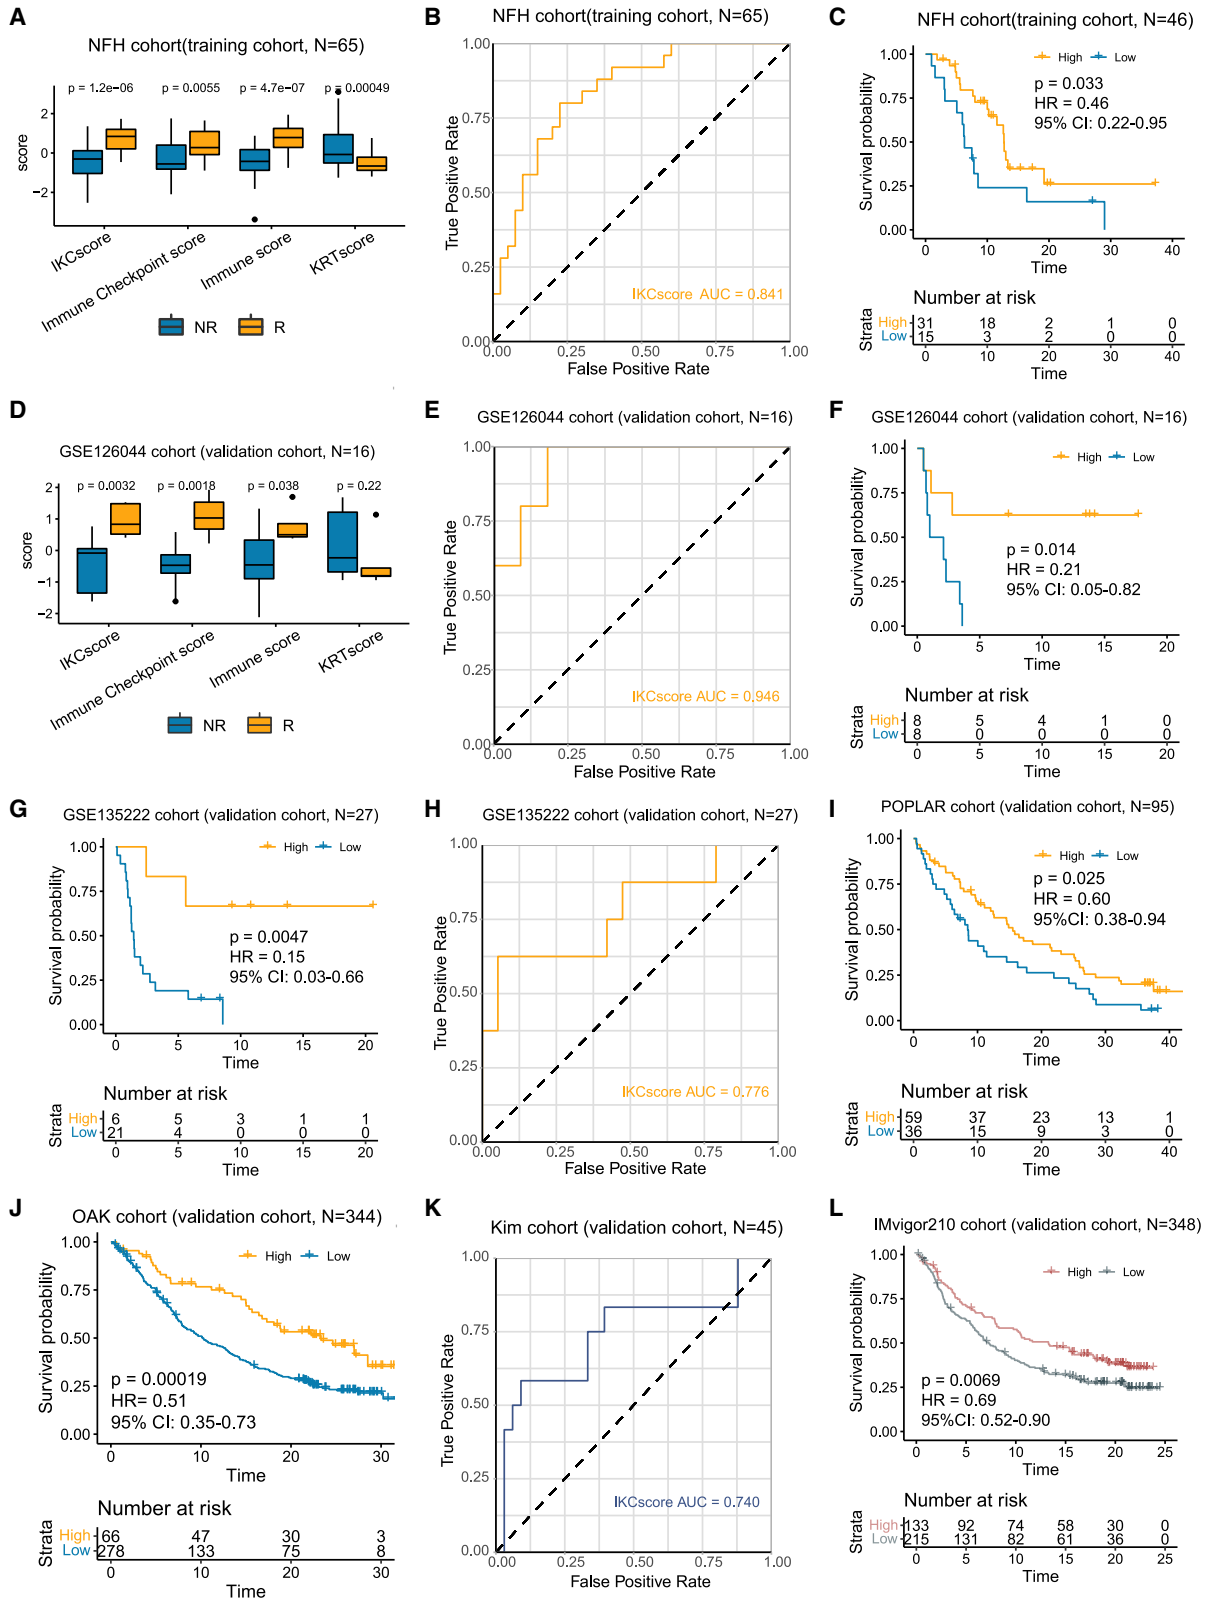 A
NFH cohort(training cohort, N=65)
p = 1.2e-06 p = 0.0055 p = 4.7e-07 p = 0.00049
score
2
0
−2
IKCscore
Immune Checkpoint score
Immune score
KRTscore
NR R
B
NFH cohort(training cohort, N=65)
True Positive Rate
1.00
0.75
0.50
0.25
0.00
IKCscore AUC = 0.841
0.00 0.25 0.50 0.75 1.00
False Positive Rate
C
NFH cohort(training cohort, N=46)
High Low
p = 0.033
HR = 0.46
95% CI: 0.22-0.95
Survival probability
1.00
0.75
0.50
0.25
0.00
0 10 20 30 40
Time
Number at risk
Strata
High 31 18 2 1 0
Low 15 3 2 0 0
0 10 20 30 40
Time
D
GSE126044 cohort (validation cohort, N=16)
p = 0.0032 p = 0.0018 p = 0.038 p = 0.22
score
2
1
0
−1
−2
IKCscore
Immune Checkpoint score
Immune score
KRTscore
NR R
E
GSE126044 cohort (validation cohort, N=16)
True Positive Rate
1.00
0.75
0.50
0.25
0.00
IKCscore AUC = 0.946
0.00 0.25 0.50 0.75 1.00
False Positive Rate
F
GSE126044 cohort (validation cohort, N=16)
High Low
p = 0.014
HR = 0.21
95% CI: 0.05-0.82
Survival probability
1.00
0.75
0.50
0.25
0.00
0 5 10 15 20
Time
Number at risk
Strata
High 8 5 4 1 0
Low 8 0 0 0 0
0 5 10 15 20
Time
G
GSE135222 cohort (validation cohort, N=27)
High Low
p = 0.0047
HR = 0.15
95% CI: 0.03-0.66
Survival probability
1.00
0.75
0.50
0.25
0.00
0 5 10 15 20
Time
Number at risk
Strata
High 6 5 3 1 1
Low 21 4 0 0 0
0 5 10 15 20
Time
H
GSE135222 cohort (validation cohort, N=27)
True Positive Rate
1.00
0.75
0.50
0.25
0.00
IKCscore AUC = 0.776
0.00 0.25 0.50 0.75 1.00
False Positive Rate
I
POPLAR cohort (validation cohort, N=95)
High Low
p = 0.025
HR = 0.60
95%CI: 0.38-0.94
Survival probability
1.00
0.75
0.50
0.25
0.00
0 10 20 30 40
Time
Number at risk
Strata
High 59 37 23 13 1
Low 36 15 9 3 0
0 10 20 30 40
Time
J
OAK cohort (validation cohort, N=344)
High Low
p = 0.00019
HR= 0.51
95% CI: 0.35-0.73
Survival probability
1.00
0.75
0.50
0.25
0.00
0 10 20 30
Time
Number at risk
Strata
High 66 47 30 3
Low 278 133 75 8
0 10 20 30
Time
K
Kim cohort (validation cohort, N=45)
True Positive Rate
1.00
0.75
0.50
0.25
0.00
IKCscore AUC = 0.740
0.00 0.25 0.50 0.75 1.00
False Positive Rate
L
IMvigor210 cohort (validation cohort, N=348)
High Low
p = 0.0069
HR = 0.69
95%CI: 0.52-0.90
Survival probability
1.00
0.75
0.50
0.25
0.00
0 5 10 15 20 25
Time
Number at risk
Strata
High 133 92 74 58 30 0
Low 215 131 82 61 36 0
0 5 10 15 20 25
Time